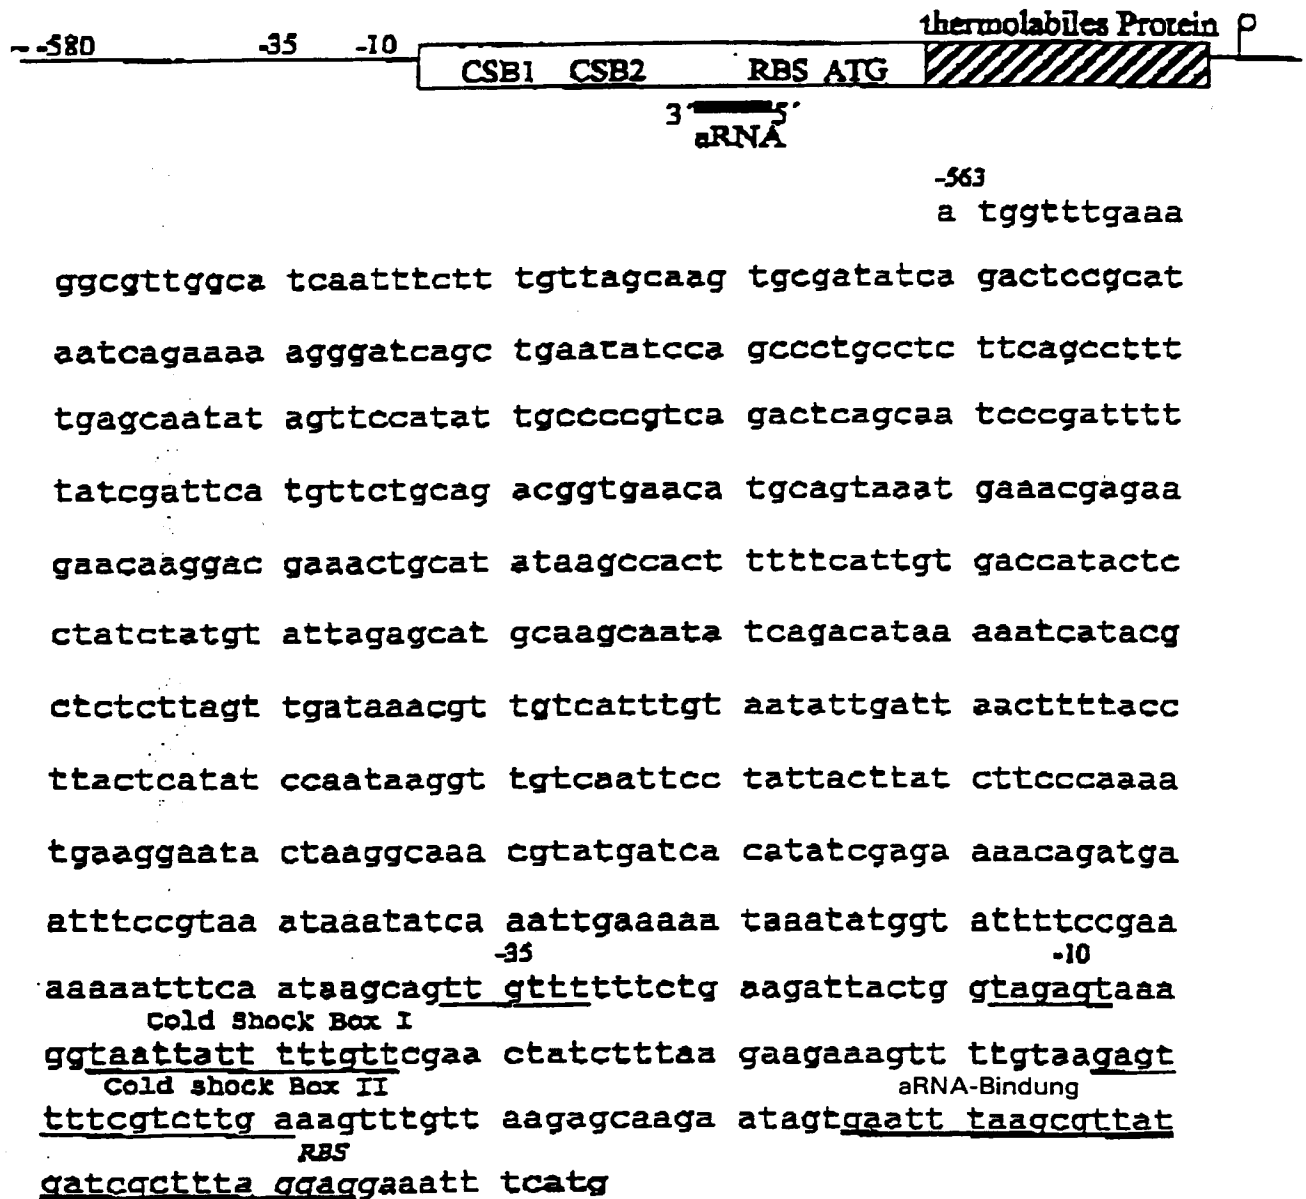 thermolabiles Protein
~-580 -35 -10
CSB1 CSB2 RBS ATG
3´ 5´
aRNA
-563
a tggtttgaaa
ggcgttggca tcaatttctt tgttagcaag tgcgatatca gactccgcat
aatcagaaaa agggatcagc tgaatatcca gccctgcctc ttcagccttt
tgagcaatat agttccatat tgccccgtca gactcagcaa tcccgatttt
tatcgattca tgttctgcag acggtgaaca tgcagtaaat gaaacgagaa
gaacaaggac gaaactgcat ataagccact ttttcattgt gaccatactc
ctatctatgt attagagcat gcaagcaata tcagacataa aaatcatacg
ctctcttagt tgataaacgt tgtcatttgt aatattgatt aacttttacc
ttactcatat ccaataaggt tgtcaattcc tattacttat cttcccaaaa
tgaaggaata ctaaggcaaa cgtatgatca catatcgaga aaacagatga
atttccgtaa ataaatatca aattgaaaaa taaatatggt attttccgaa
-35 -10
aaaaatttca ataagcagtt gttttttctg aagattactg gtagagtaaa
Cold Shock Box I
ggtaattatt tttgttcgaa ctatctttaa gaagaaagtt ttgtaagagt
Cold shock Box II aRNA-Bindung
tttcgtcttg aaagtttgtt aagagcaaga atagtgaatt taagcgttat
RBS
gatcgcttta ggaggaaatt tcatg